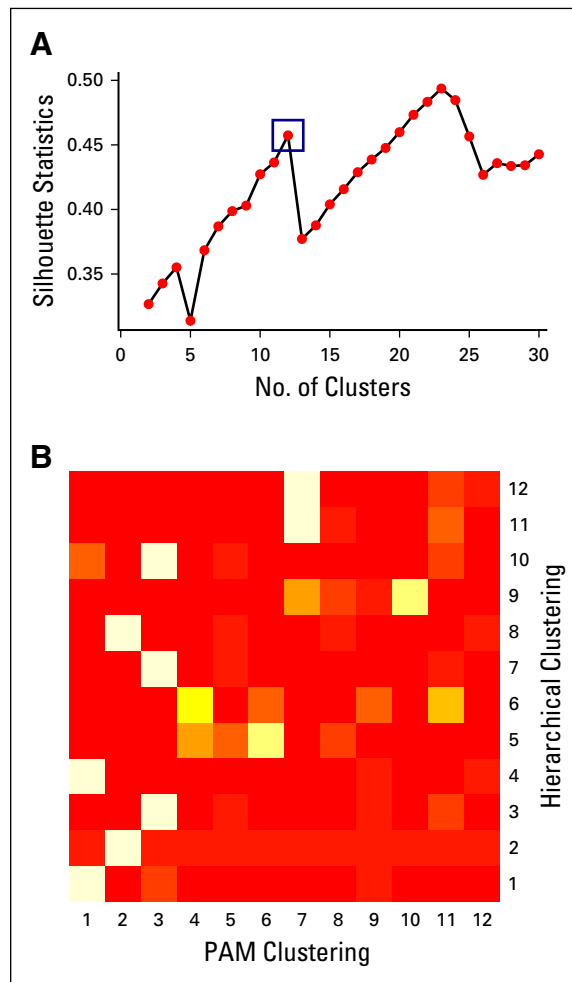 A
Silhouette Statistics
0.50
0.45
0.40
0.35
0 5 10 15 20 25 30
No. of Clusters
B
12
11
10
9
8
7
6
5
4
3
2
1
Hierarchical Clustering
1 2 3 4 5 6 7 8 9 10 11 12
PAM Clustering